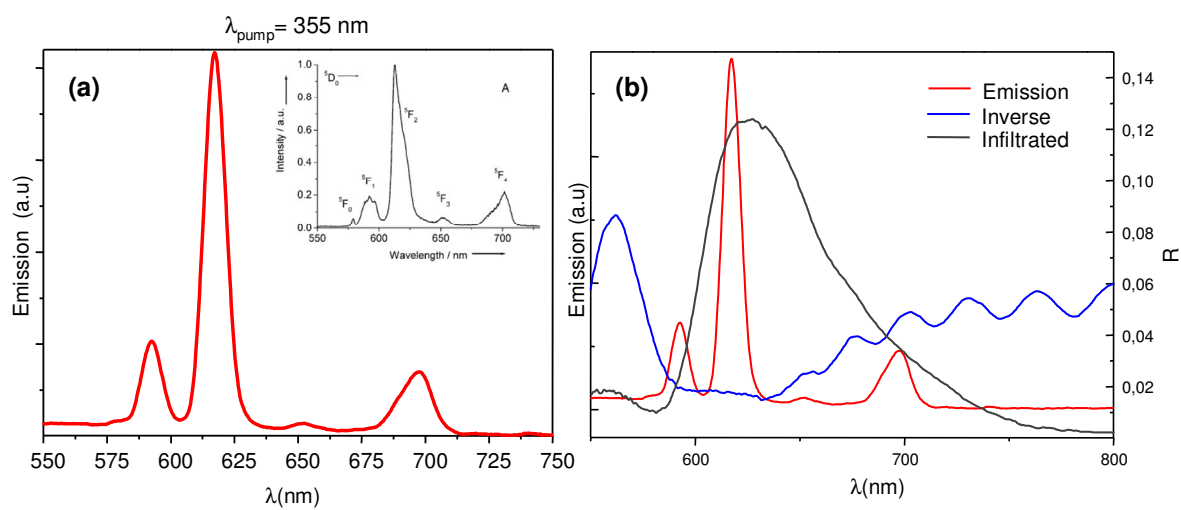 λpump= 355 nm
(a)
Emission (a.u)
550 575 600 625 650 675 700 725 750
λ(nm)
A
⁵D₀
⁵F₀
⁵F₁
⁵F₂
⁵F₃
⁵F₄
Intensity / a.u.
1.0
0.8
0.6
0.4
0.2
0.0
550 600 650 700
Wavelength / nm
(b)
Emission
Inverse
Infiltrated
Emission (a.u)
0,14
0,12
0,10
0,08
0,06
0,04
0,02
R
600 700 800
λ(nm)